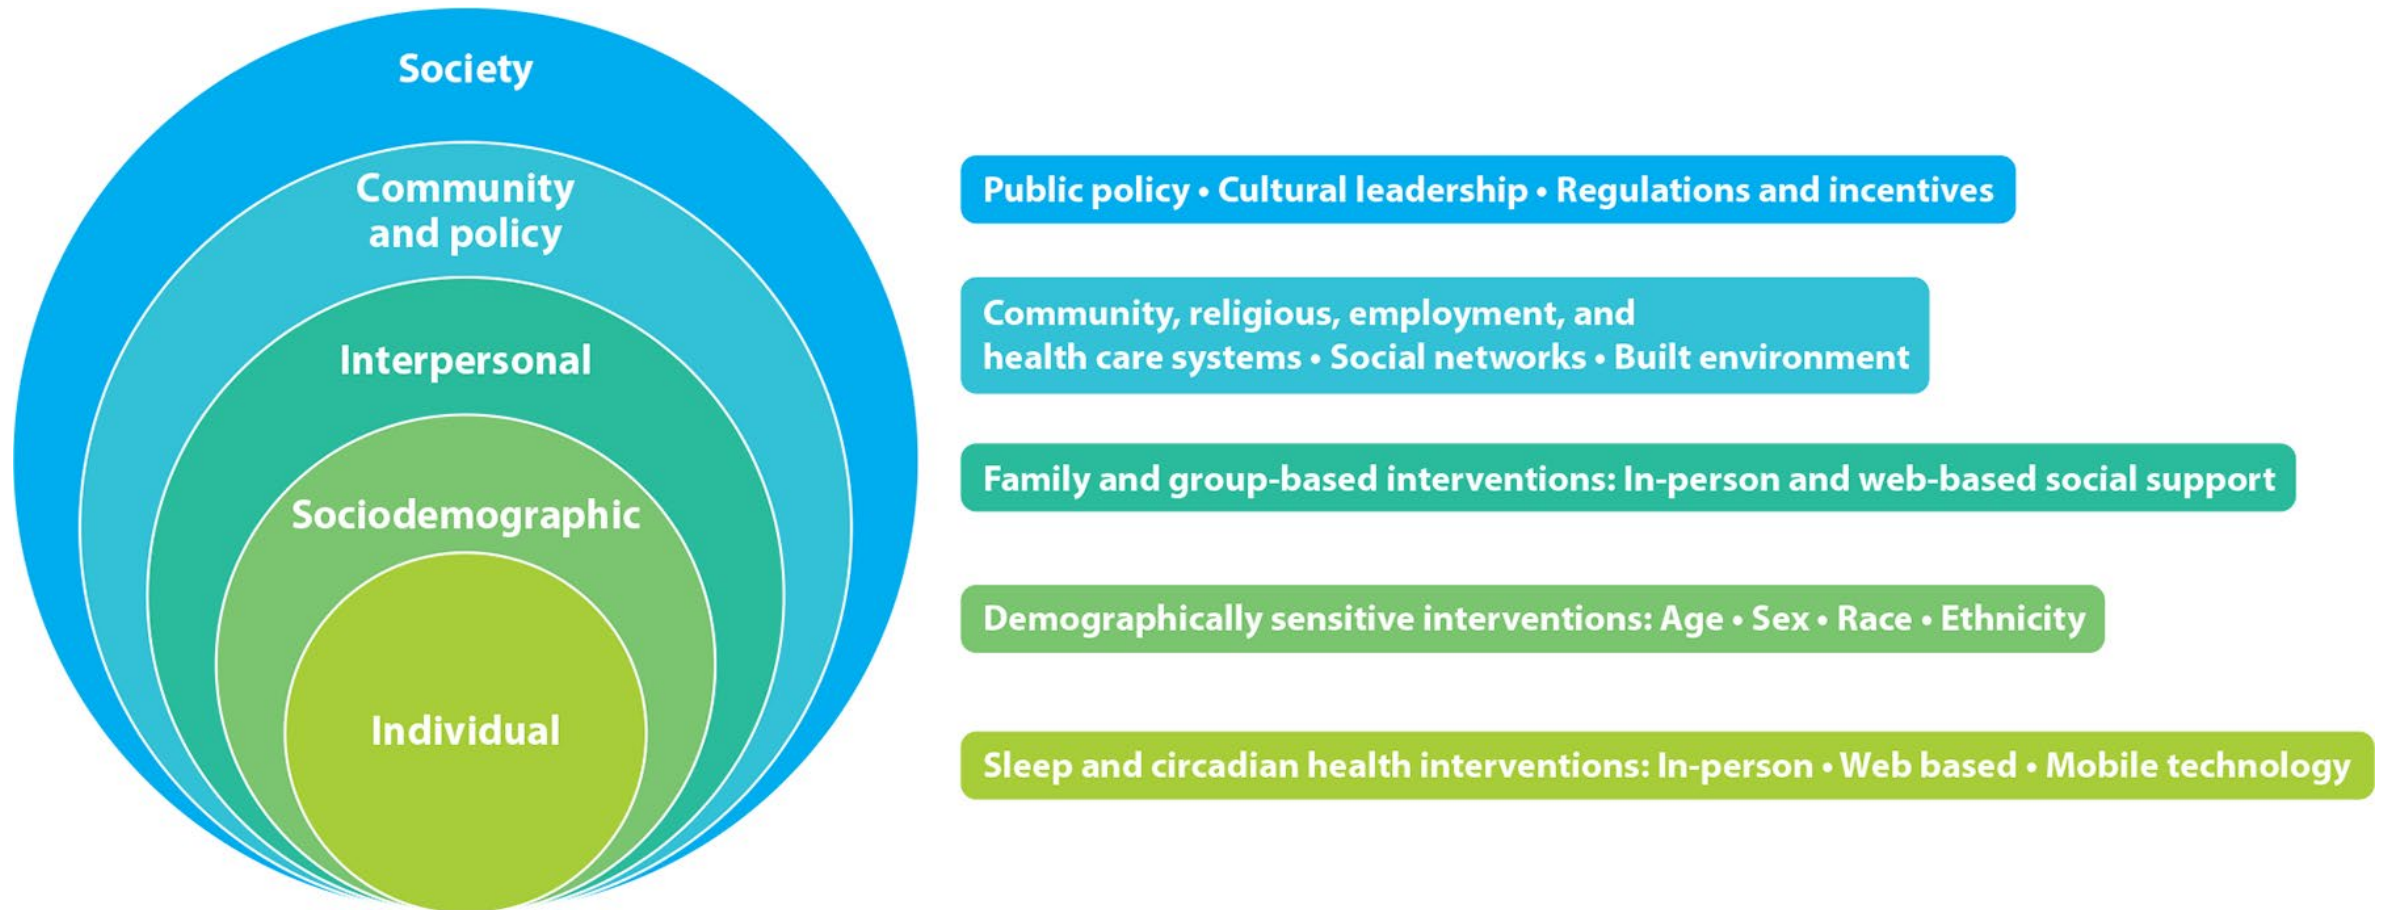 Society
Community
and policy
Interpersonal
Sociodemographic
Individual
Public policy • Cultural leadership • Regulations and incentives
Community, religious, employment, and
health care systems • Social networks • Built environment
Family and group-based interventions: In-person and web-based social support
Demographically sensitive interventions: Age • Sex • Race • Ethnicity
Sleep and circadian health interventions: In-person • Web based • Mobile technology